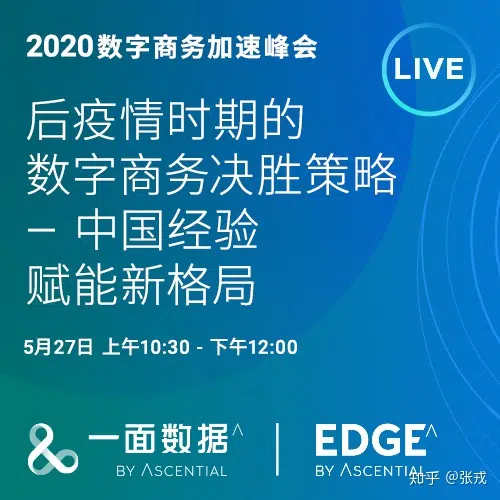 2020数字商务加速峰会
LIVE
后疫情时期的
数字商务决胜策略
– 中国经验
赋能新格局
5月27日 上午10:30 - 下午12:00
一面数据^
BY ASCENTIAL
EDGE^
BY ASCENTIAL
知乎 @张戎